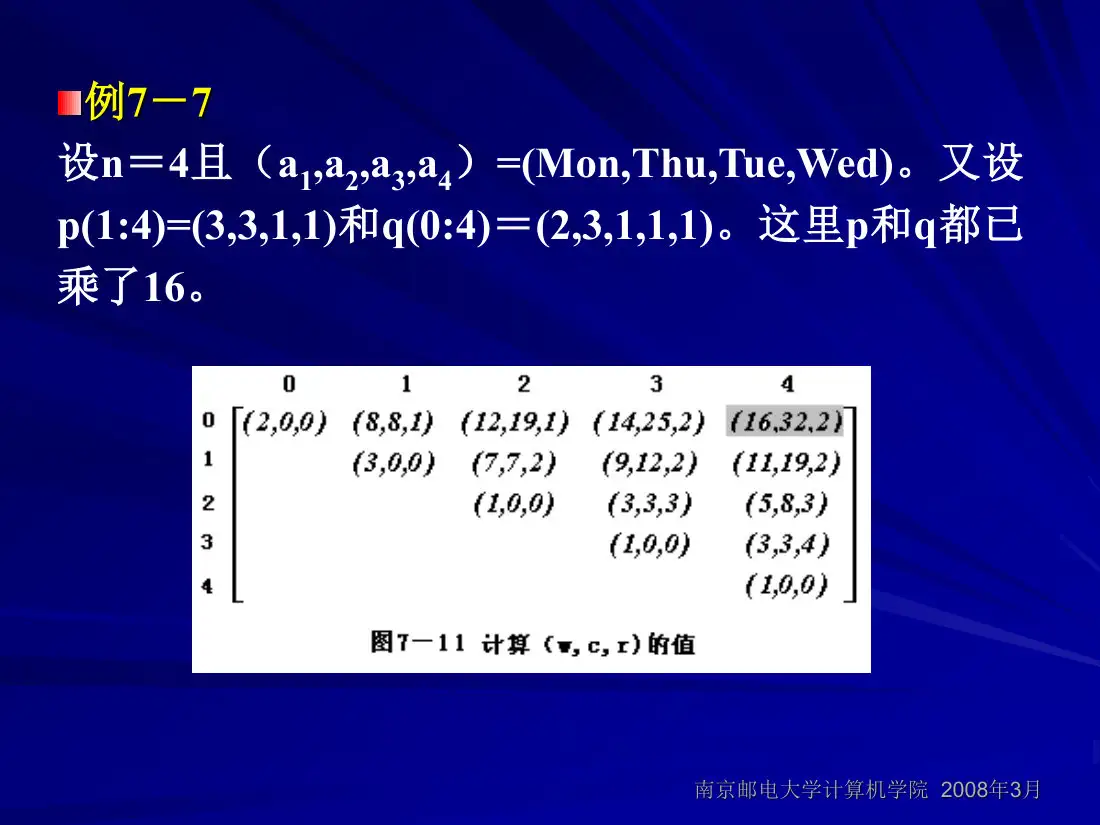 例7－7
设n＝4且（a1,a2,a3,a4）=(Mon,Thu,Tue,Wed)。又设
p(1:4)=(3,3,1,1)和q(0:4)＝(2,3,1,1,1)。这里p和q都已
乘了16。
0 1 2 3 4
0 (2,0,0) (8,8,1) (12,19,1) (14,25,2) (16,32,2)
1 (3,0,0) (7,7,2) (9,12,2) (11,19,2)
2 (1,0,0) (3,3,3) (5,8,3)
3 (1,0,0) (3,3,4)
4 (1,0,0)
图7－11 计算（w,c,r)的值
南京邮电大学计算机学院 2008年3月